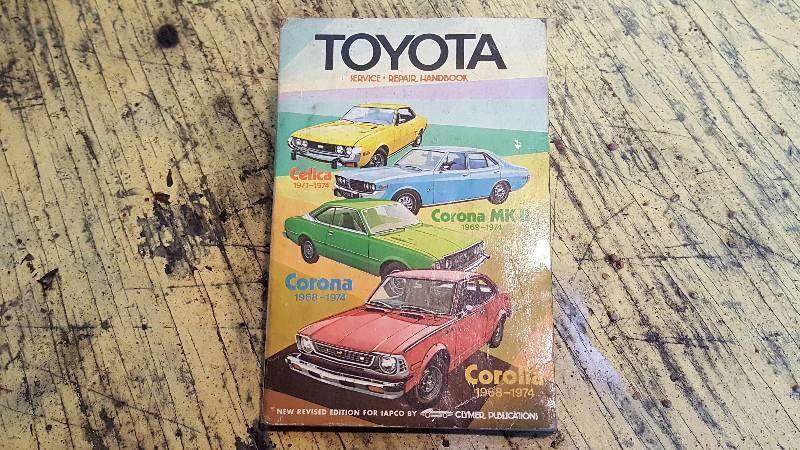 TOYOTA
SERVICE • REPAIR HANDBOOK
Celica
1971-1974
Corona MK II
1969-1974
Corona
1968-1974
Corolla
1968-1974
NEW REVISED EDITION FOR IAPCO BY CLYMER PUBLICATIONS